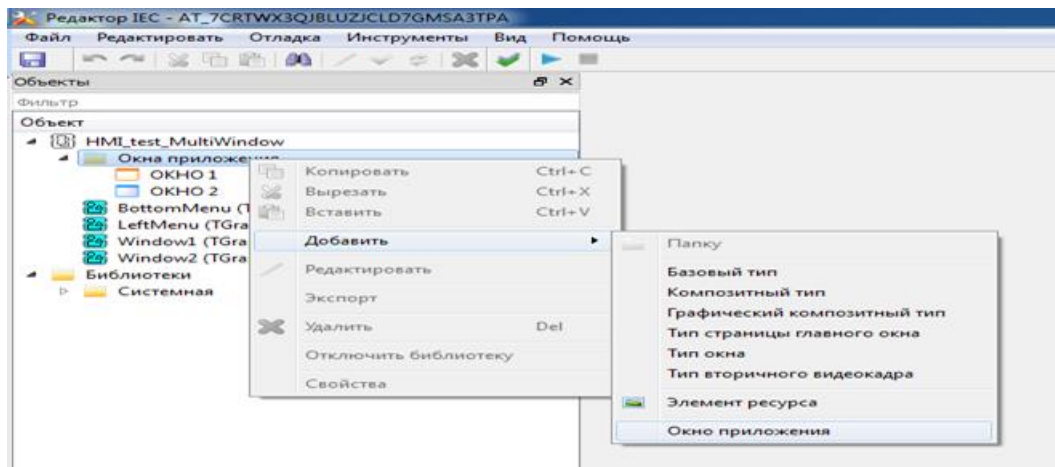 Редактор IEC - AT_7CRTWX3QJBLUZJCLD7GMSA3TPA
Файл Редактировать Отладка Инструменты Вид Помощь
Объекты
Фильтр
Объект
HMI_test_MultiWindow
Окна приложения
ОКНО 1
ОКНО 2
BottomMenu (T
LeftMenu (TGra
Window1 (TGra
Window2 (TGra
Библиотеки
Системная
Копировать Ctrl+C
Вырезать Ctrl+X
Вставить Ctrl+V
Добавить
Редактировать
Экспорт
Удалить Del
Отключить библиотеку
Свойства
Папку
Базовый тип
Композитный тип
Графический композитный тип
Тип страницы главного окна
Тип окна
Тип вторичного видеокадра
Элемент ресурса
Окно приложения